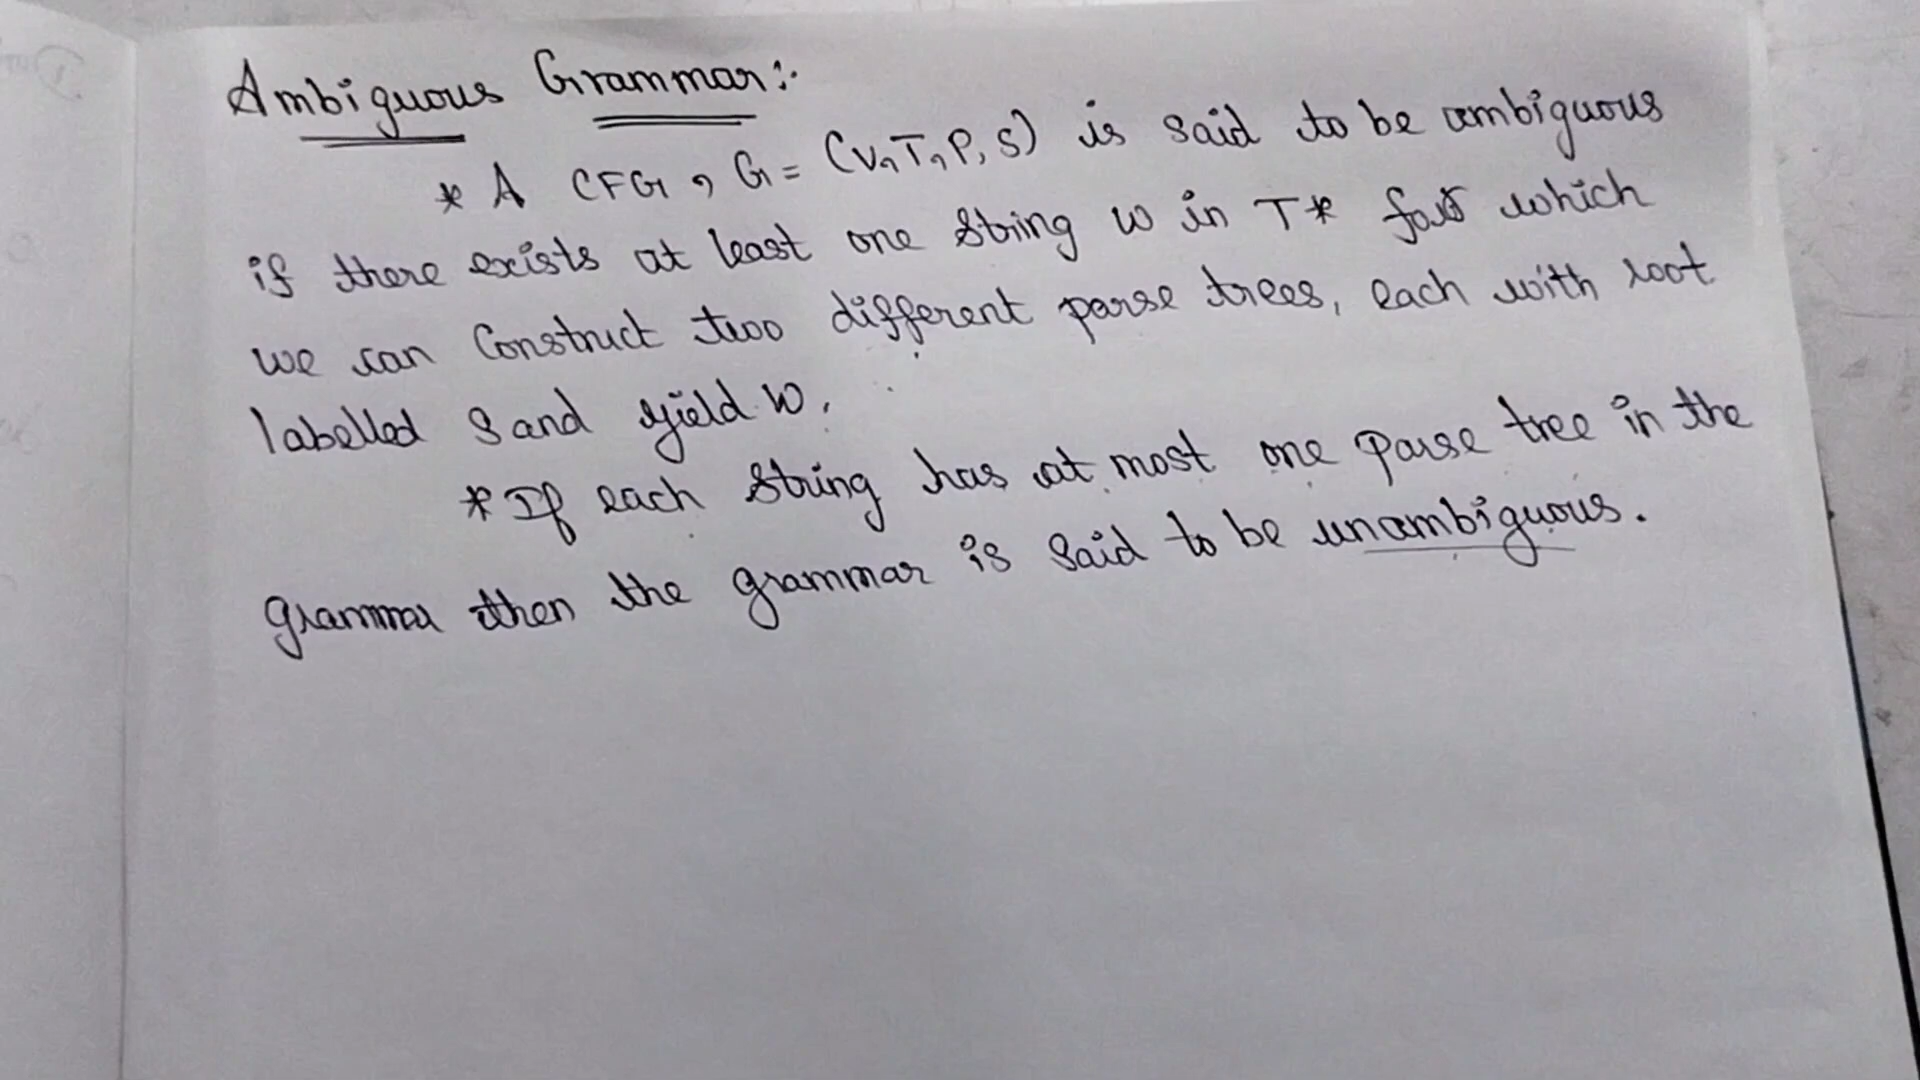 Ambiguous Grammar:-
* A CFG, G = (V, T, P, S) is said to be ambiguous
if there exists at least one string w in T* for which
we can construct two different parse trees, each with root
labelled S and yield w.
* If each string has at most one parse tree in the
grammar then the grammar is said to be unambiguous.